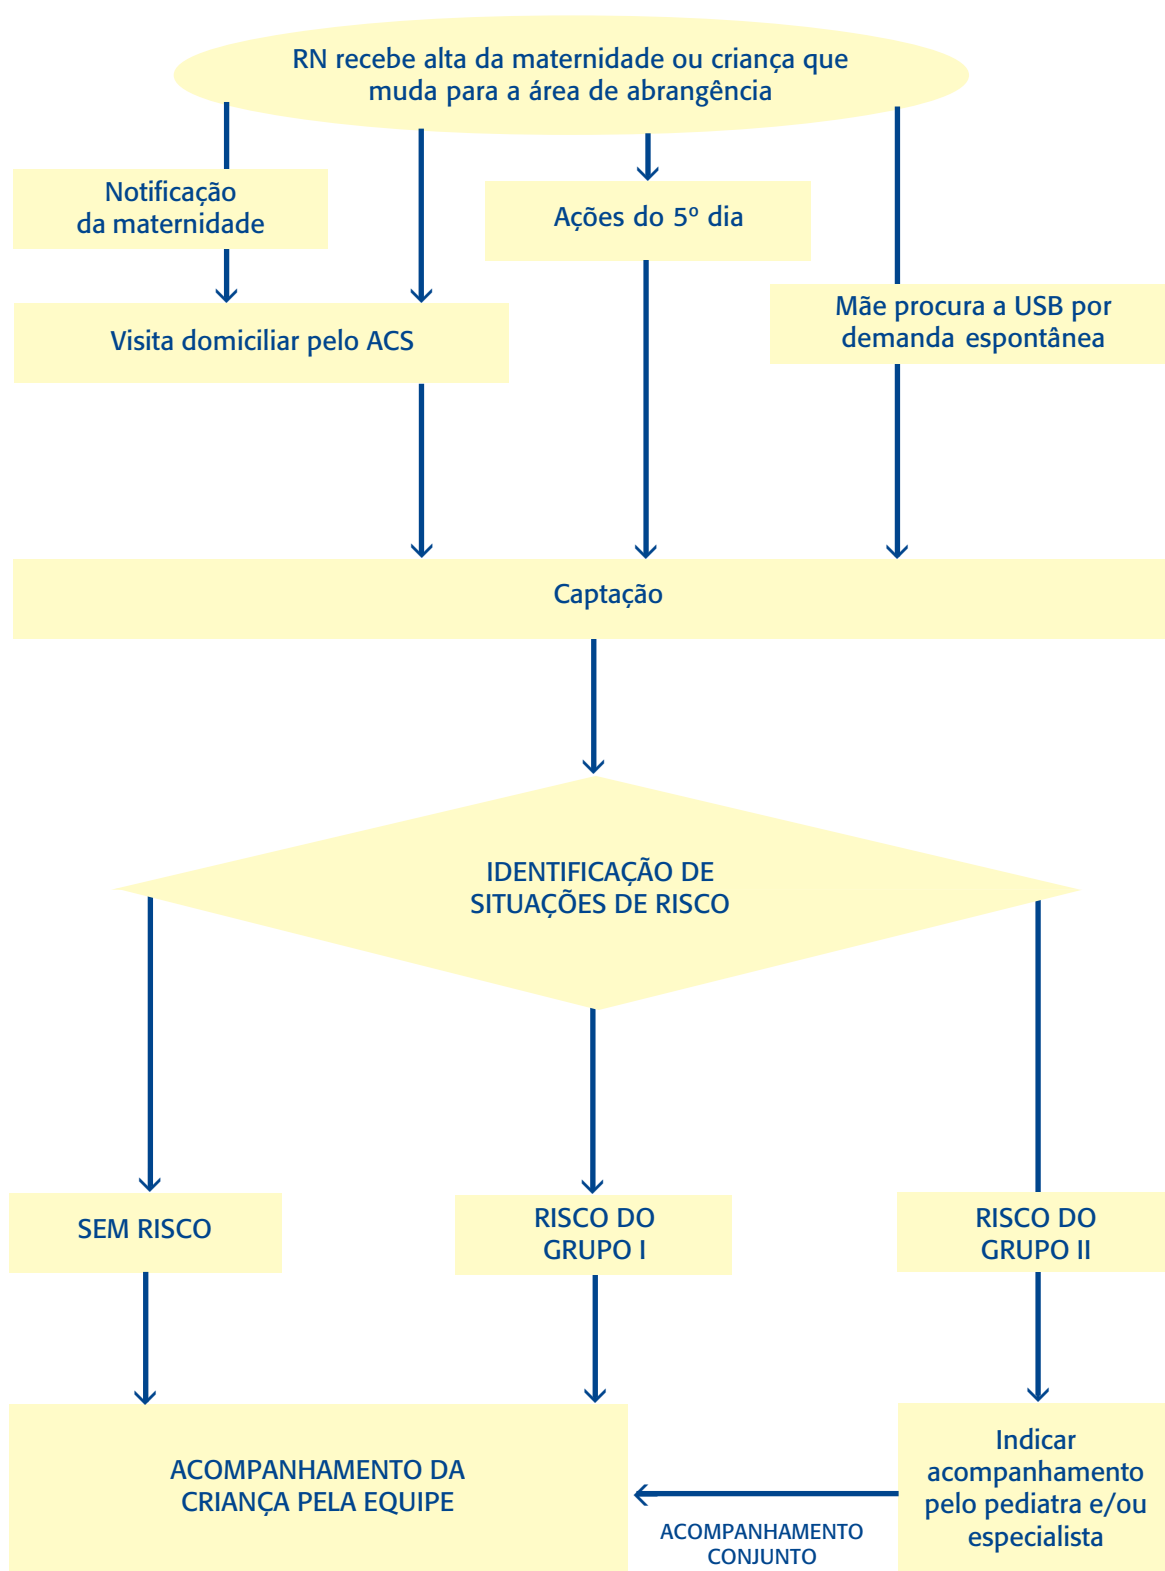 RN recebe alta da maternidade ou criança que
muda para a área de abrangência
Notificação
da maternidade
Ações do 5º dia
Mãe procura a USB por
demanda espontânea
Visita domiciliar pelo ACS
Captação
IDENTIFICAÇÃO DE
SITUAÇÕES DE RISCO
SEM RISCO
RISCO DO
GRUPO I
RISCO DO
GRUPO II
ACOMPANHAMENTO DA
CRIANÇA PELA EQUIPE
ACOMPANHAMENTO
CONJUNTO
Indicar
acompanhamento
pelo pediatra e/ou
especialista